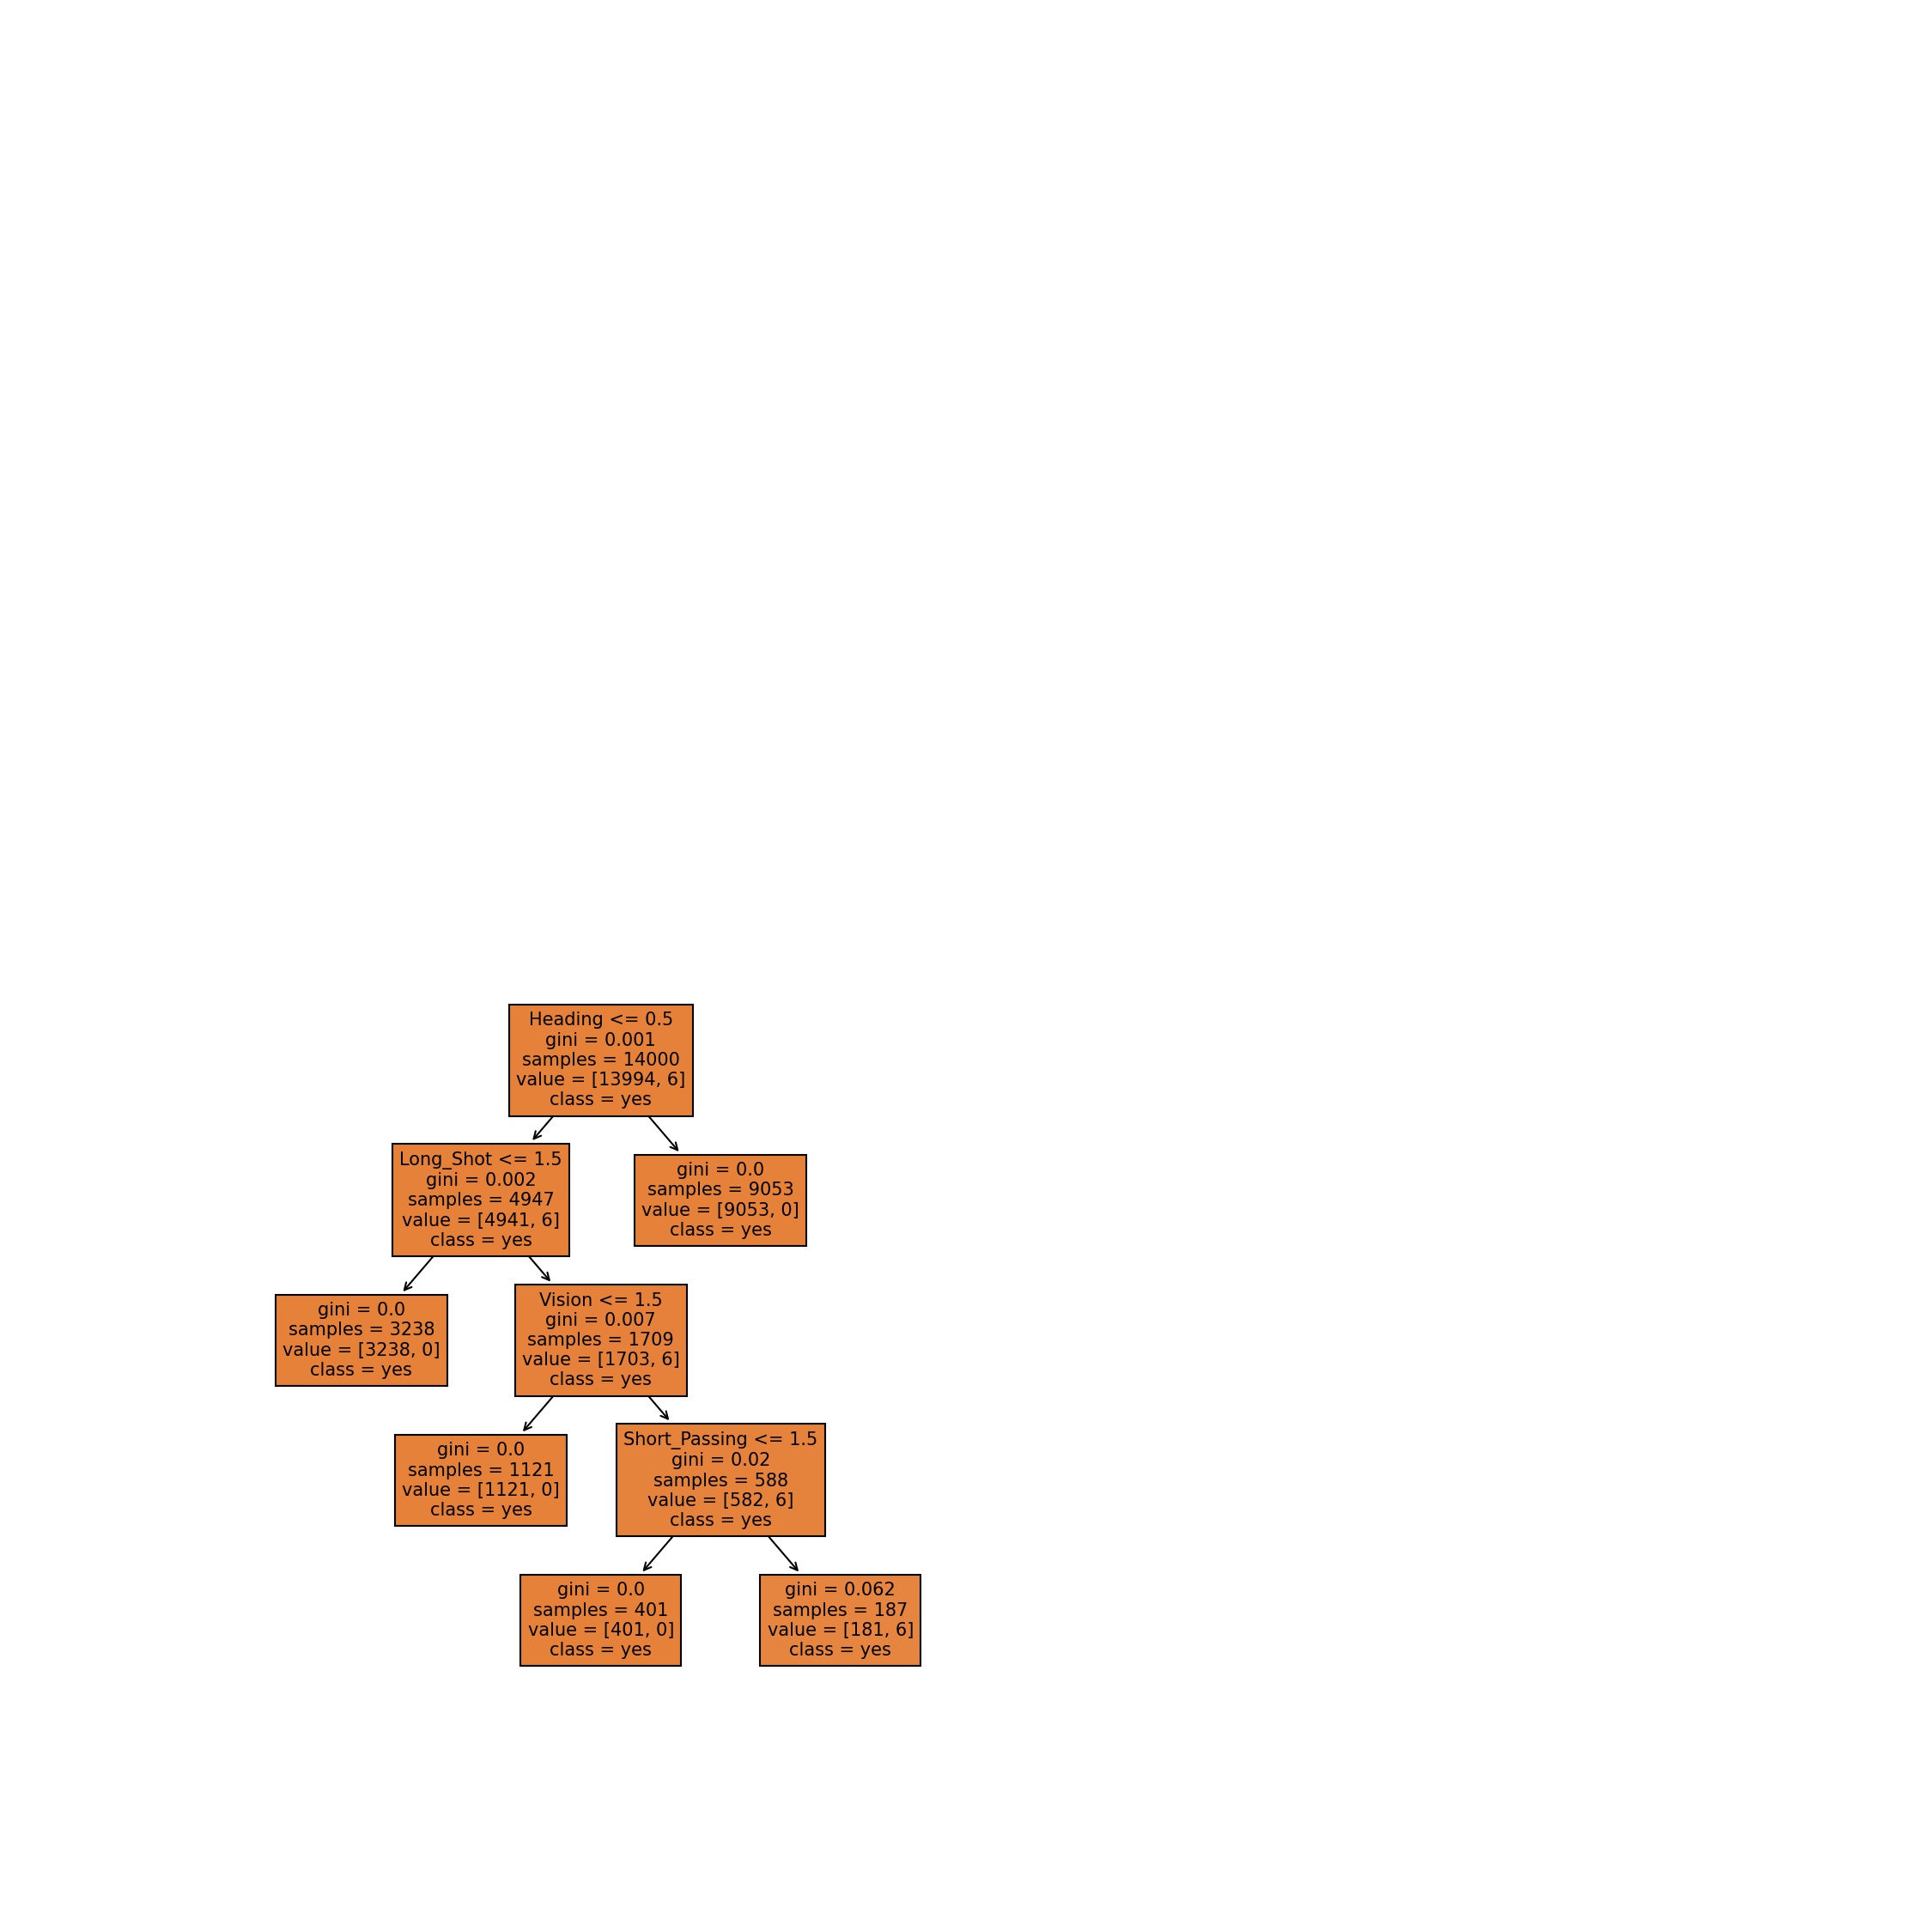 Heading <= 0.5
gini = 0.001
samples = 14000
value = [13994, 6]
class = yes
Long_Shot <= 1.5
gini = 0.002
samples = 4947
value = [4941, 6]
class = yes
gini = 0.0
samples = 9053
value = [9053, 0]
class = yes
gini = 0.0
samples = 3238
value = [3238, 0]
class = yes
Vision <= 1.5
gini = 0.007
samples = 1709
value = [1703, 6]
class = yes
gini = 0.0
samples = 1121
value = [1121, 0]
class = yes
Short_Passing <= 1.5
gini = 0.02
samples = 588
value = [582, 6]
class = yes
gini = 0.0
samples = 401
value = [401, 0]
class = yes
gini = 0.062
samples = 187
value = [181, 6]
class = yes